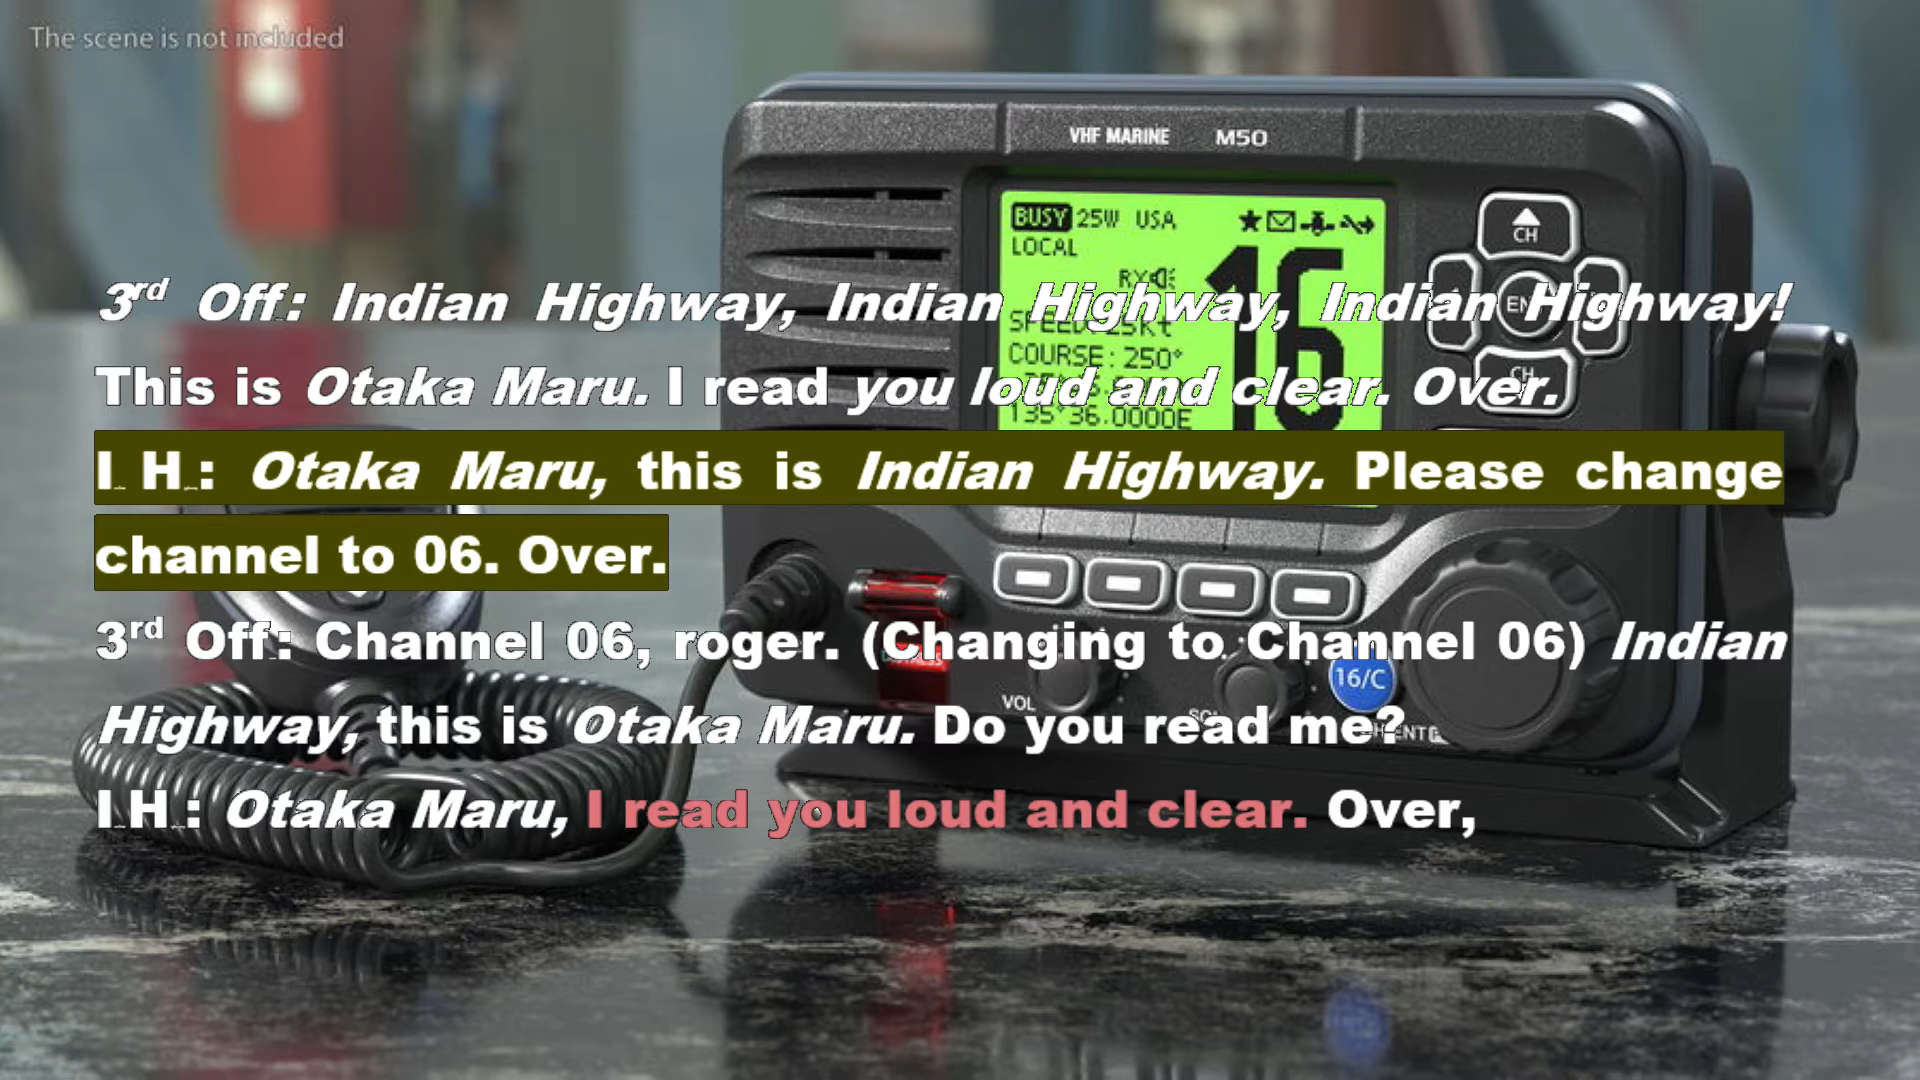 The scene is not included
VHF MARINE M50
BUSY 25W USA
LOCAL
RX
16
COURSE: 250°
135°36.0000E
CH
3rd Off.: Indian Highway, Indian Highway, Indian Highway!
This is Otaka Maru. I read you loud and clear. Over.
I. H.: Otaka Maru, this is Indian Highway. Please change
channel to 06. Over.
3rd Off.: Channel 06, roger. (Changing to Channel 06) Indian
Highway, this is Otaka Maru. Do you read me?
I.H.: Otaka Maru, I read you loud and clear. Over,
VOL
16/C